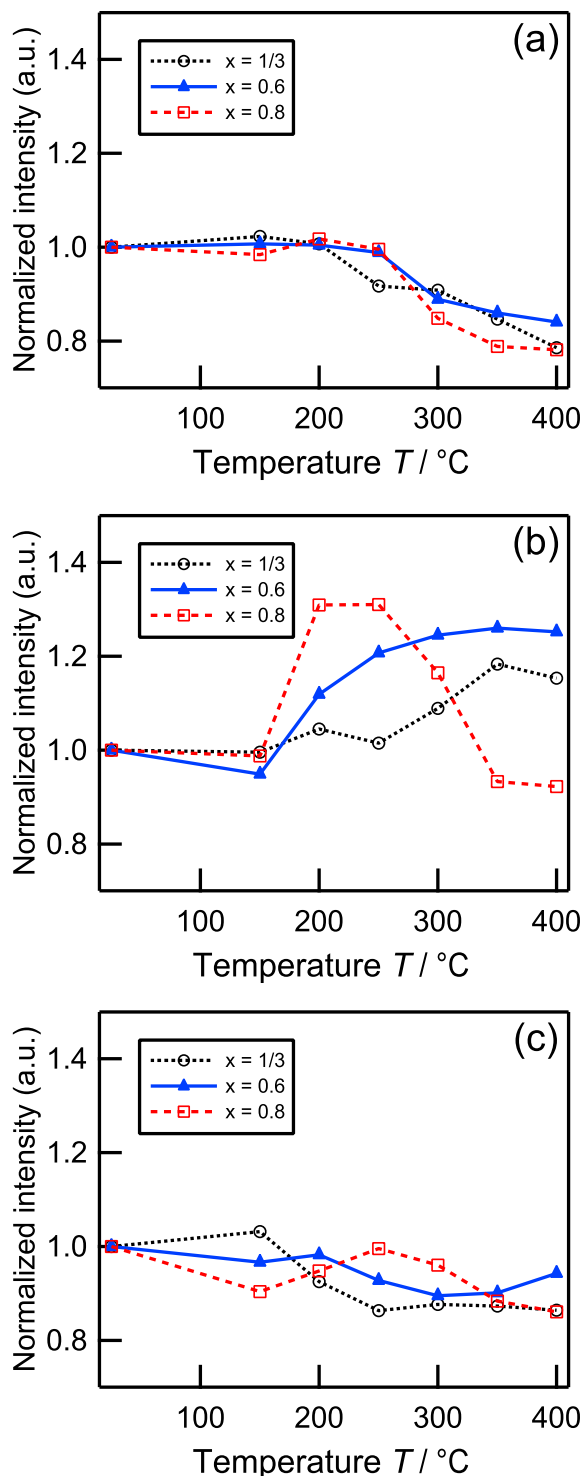 (a)
1.4
1.2
1.0
0.8
Normalized intensity (a.u.)
x = 1/3
x = 0.6
x = 0.8
100 200 300 400
Temperature T / °C
(b)
1.4
1.2
1.0
0.8
Normalized intensity (a.u.)
x = 1/3
x = 0.6
x = 0.8
100 200 300 400
Temperature T / °C
(c)
1.4
1.2
1.0
0.8
Normalized intensity (a.u.)
x = 1/3
x = 0.6
x = 0.8
100 200 300 400
Temperature T / °C